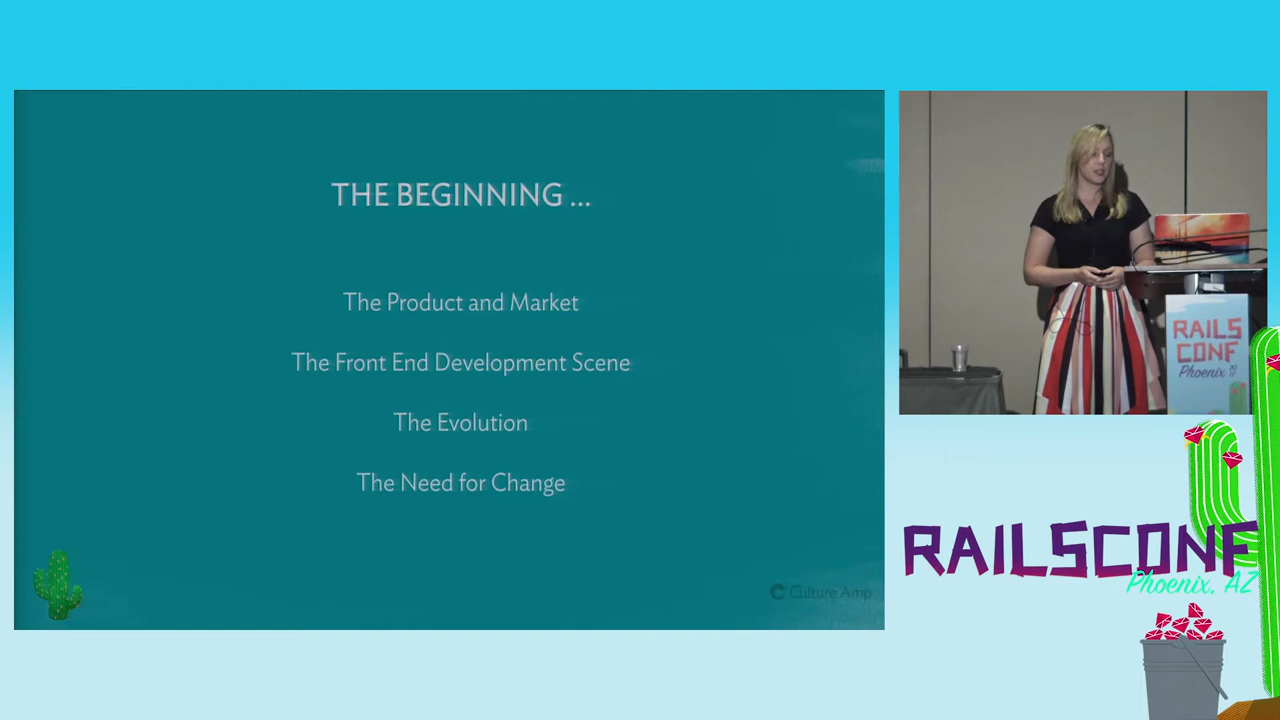 THE BEGINNING ...
The Product and Market
The Front End Development Scene
The Evolution
The Need for Change
Culture Amp
RAILS
CONF
Phoenix AZ
RAILSCONF
Phoenix, AZ